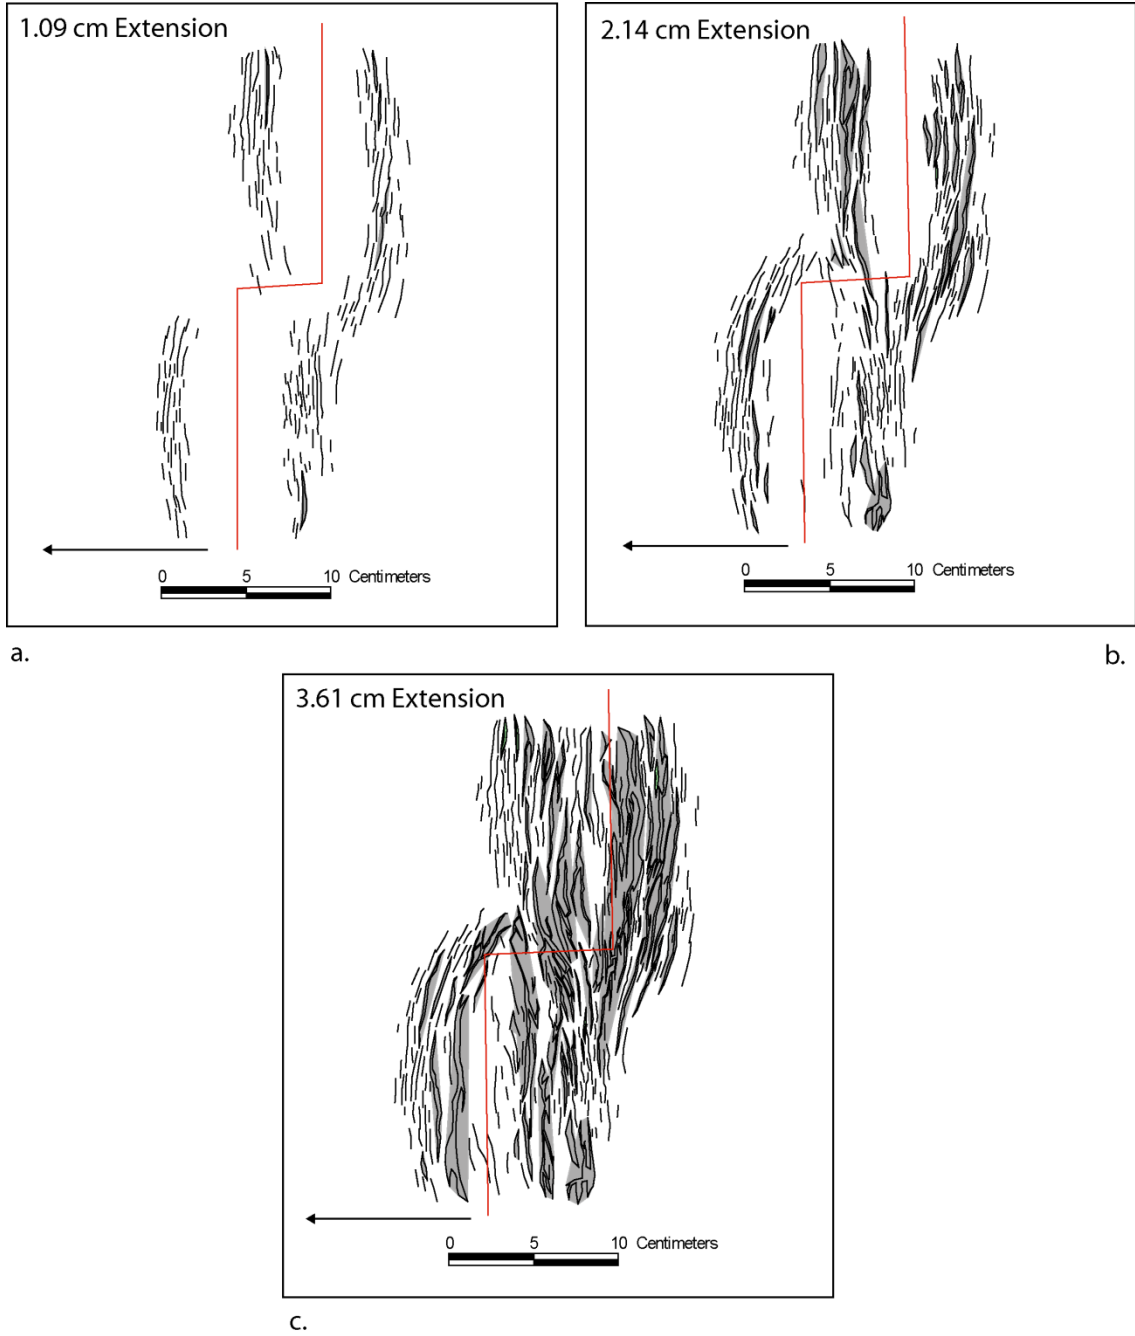 1.09 cm Extension
0 5 10 Centimeters
a.
2.14 cm Extension
0 5 10 Centimeters
b.
3.61 cm Extension
0 5 10 Centimeters
c.